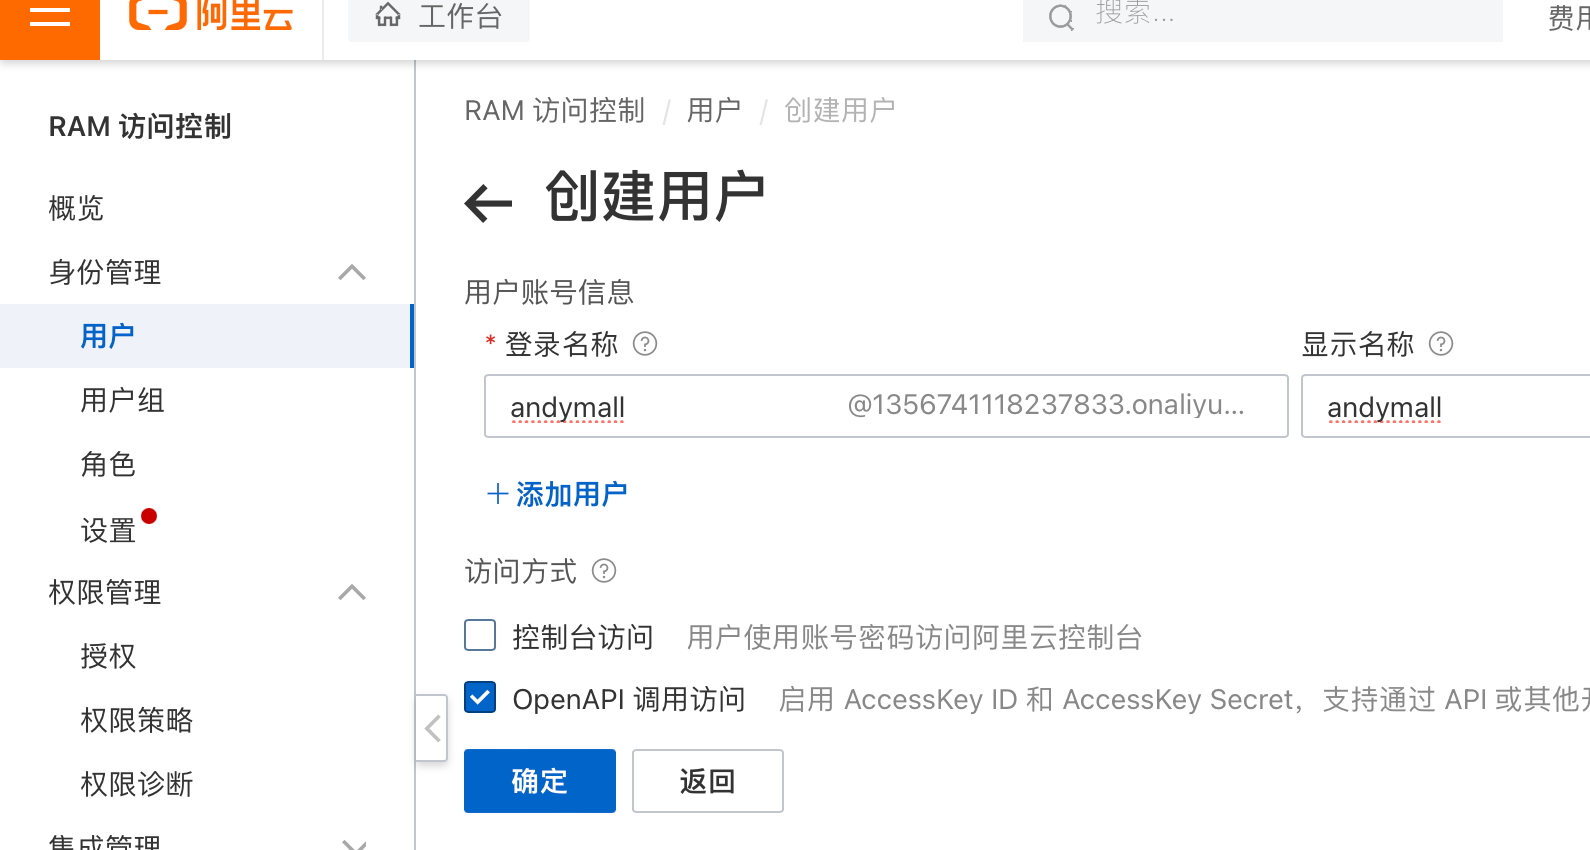 阿里云
工作台
搜索...
费用
RAM 访问控制
概览
身份管理
用户
用户组
角色
设置
权限管理
授权
权限策略
权限诊断
集成管理
RAM 访问控制 / 用户 / 创建用户
创建用户
用户账号信息
* 登录名称 ?
显示名称 ?
andymall @1356741118237833.onaliyu...
andymall
+ 添加用户
访问方式 ?
控制台访问 用户使用账号密码访问阿里云控制台
OpenAPI 调用访问 启用 AccessKey ID 和 AccessKey Secret，支持通过 API 或其他开
确定
返回